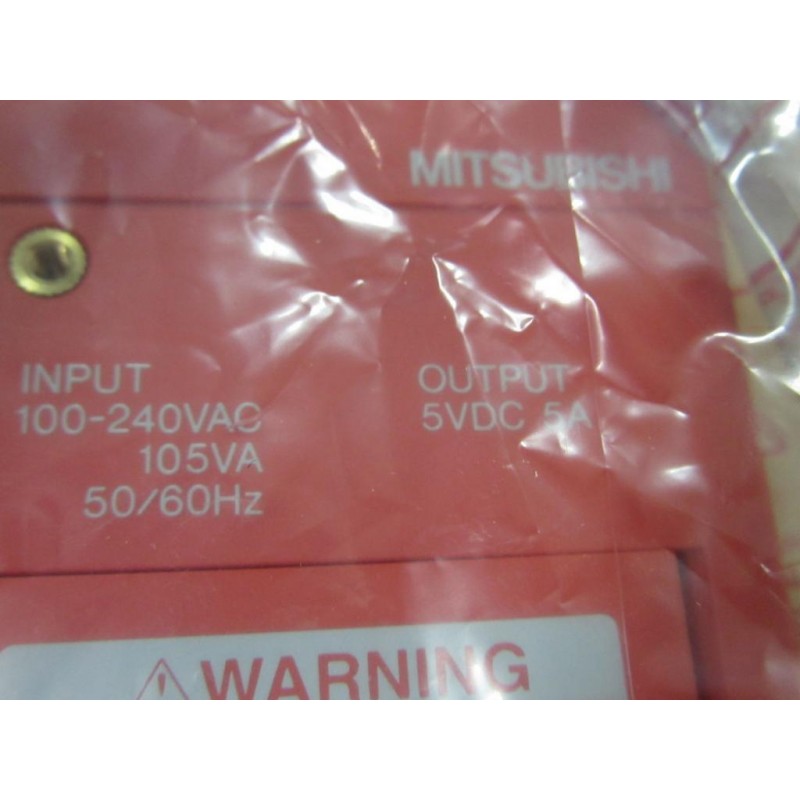 MITSUBISHI
INPUT
100-240VAC
105VA
50/60Hz
OUTPUT
5VDC 5A
WARNING